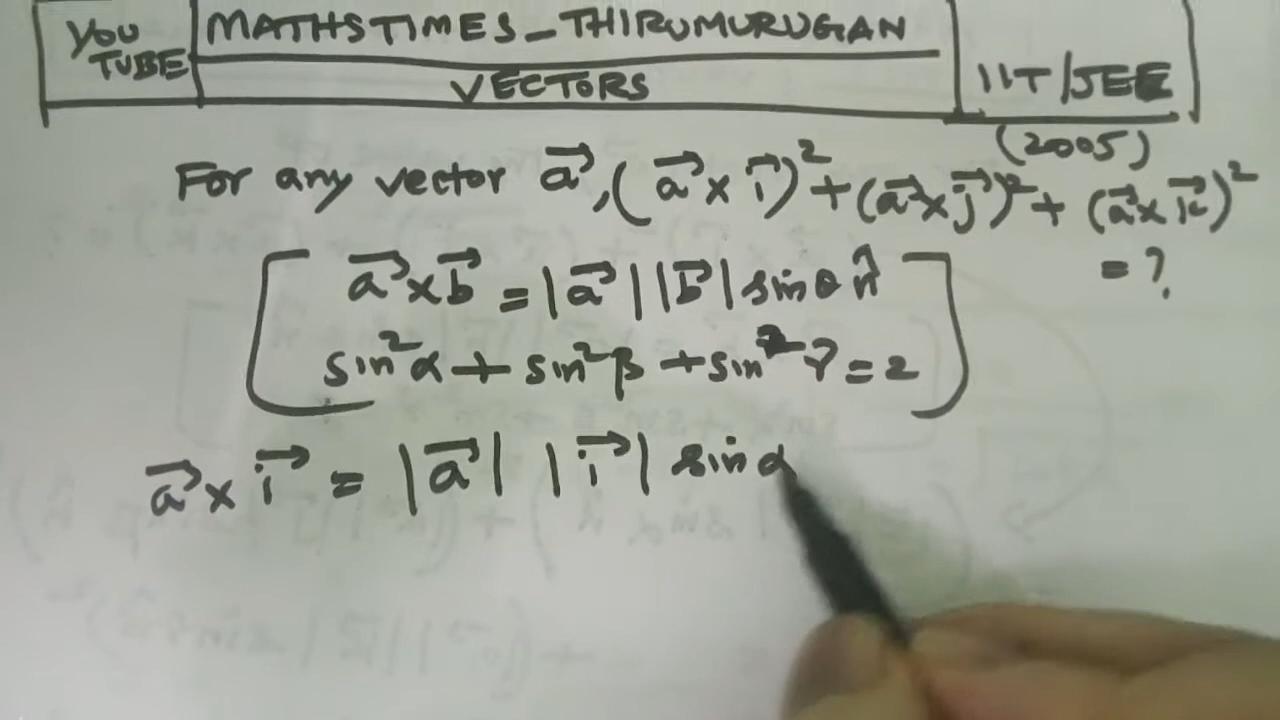 YOU TUBE
MATHSTIMES_THIRUMURUGAN
VECTORS
IIT/JEE
(2005)
For any vector a⃗, (a⃗ × i⃗)² + (a⃗ × j⃗)² + (a⃗ × k⃗)²
= ?
a⃗ × b⃗ = |a⃗| |b⃗| sin θ n̂
sin²α + sin²β + sin²γ = 2
a⃗ × i⃗ = |a⃗| |i⃗| sin α